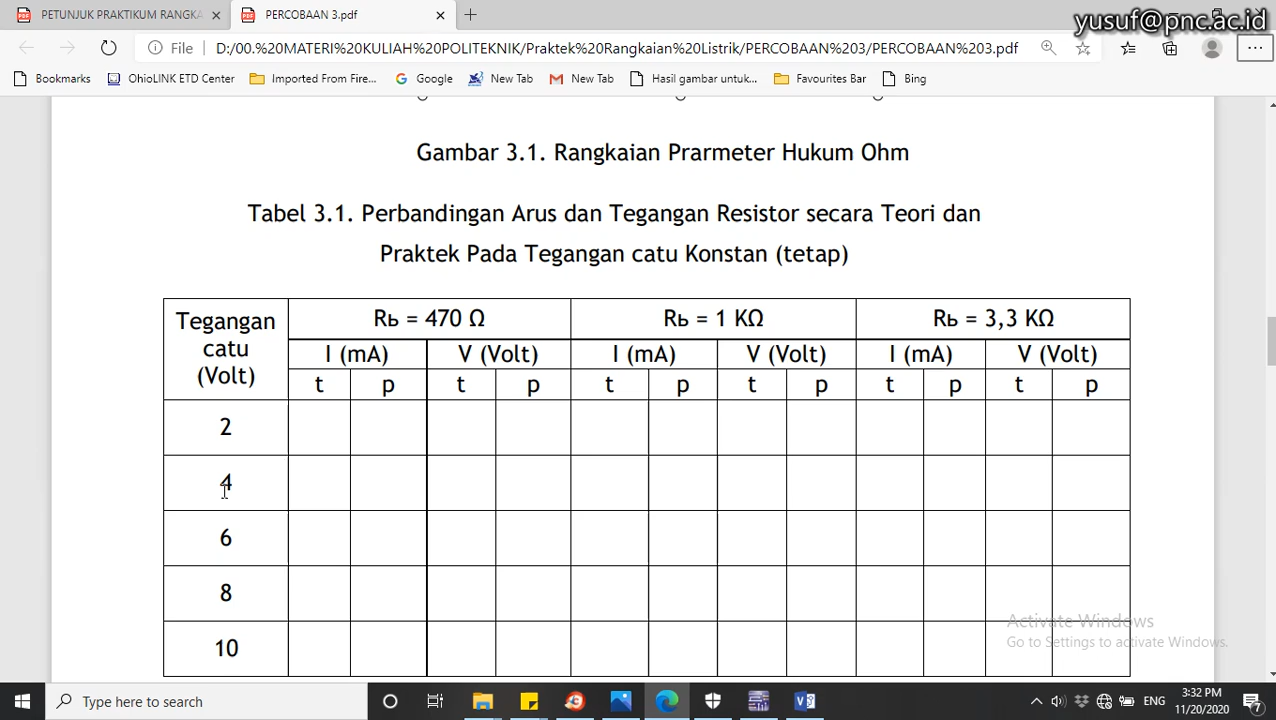 PETUNJUK PRAKTIKUM RANGKA
PERCOBAAN 3.pdf
yusuf@pnc.ac.id
File
D:/00.%20MATERI%20KULIAH%20POLITEKNIK/Praktek%20Rangkaian%20Listrik/PERCOBAAN%203/PERCOBAAN%203.pdf
Bookmarks
OhioLINK ETD Center
Imported From Fire...
Google
New Tab
New Tab
Hasil gambar untuk...
Favourites Bar
Bing
Gambar 3.1. Rangkaian Prarmeter Hukum Ohm
Tabel 3.1. Perbandingan Arus dan Tegangan Resistor secara Teori dan
Praktek Pada Tegangan catu Konstan (tetap)
Tegangan catu (Volt) Rь = 470 Ω Rь = 1 KΩ Rь = 3,3 KΩ
I (mA) V (Volt) I (mA) V (Volt) I (mA) V (Volt)
t p t p t p t p t p t p
2
4
6
8
10
Activate Windows
Go to Settings to activate Windows.
Type here to search
ENG
3:32 PM
11/20/2020
7